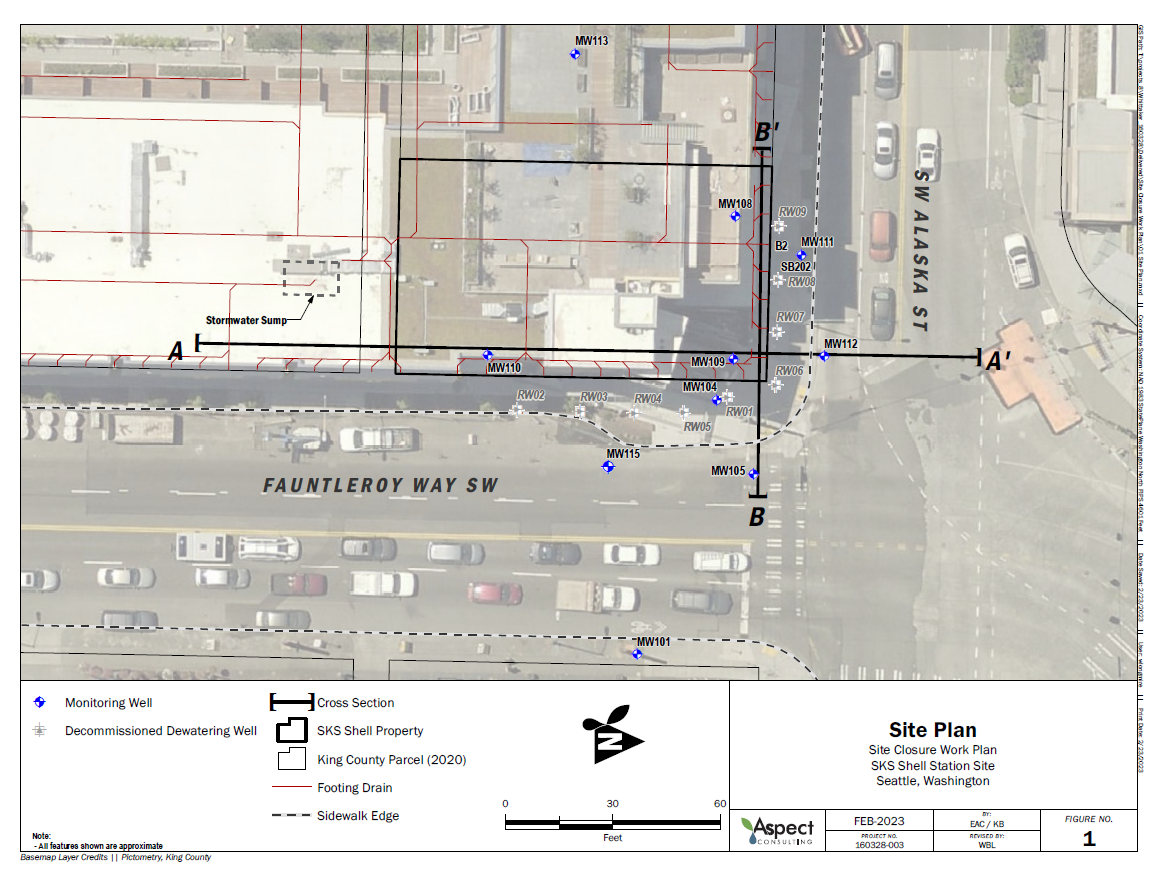 MW113
B'
MW108
RW09
B2
MW111
SB202
RW08
SW ALASKA ST
Stormwater Sump
RW07
A
MW109
MW112
A'
MW110
RW06
MW104
RW02
RW03
RW04
RW01
RW05
MW115
MW105
FAUNTLEROY WAY SW
B
MW101
Monitoring Well
Decommissioned Dewatering Well
Cross Section
SKS Shell Property
King County Parcel (2020)
Footing Drain
Sidewalk Edge
N
0 30 60
Feet
Note:
- All features shown are approximate
Basemap Layer Credits || Pictometry, King County
Site Plan
Site Closure Work Plan
SKS Shell Station Site
Seattle, Washington
Aspect
CONSULTING
FEB-2023
PROJECT NO.
160328-003
BY:
EAC / KB
REVISED BY:
WBL
FIGURE NO.
1